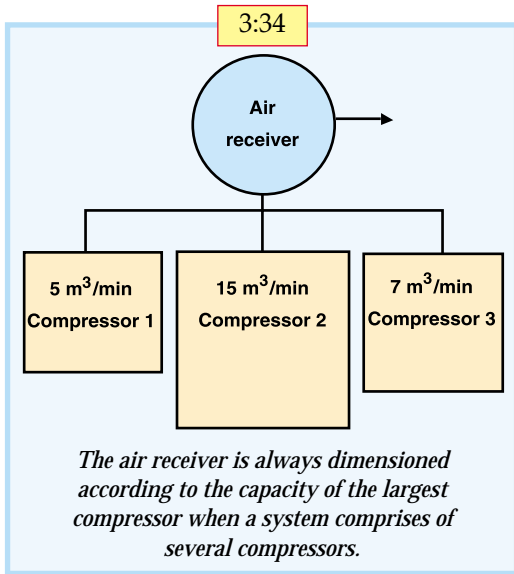 3:34
Air
receiver
5 m³/min
Compressor 1
15 m³/min
Compressor 2
7 m³/min
Compressor 3
The air receiver is always dimensioned
according to the capacity of the largest
compressor when a system comprises of
several compressors.